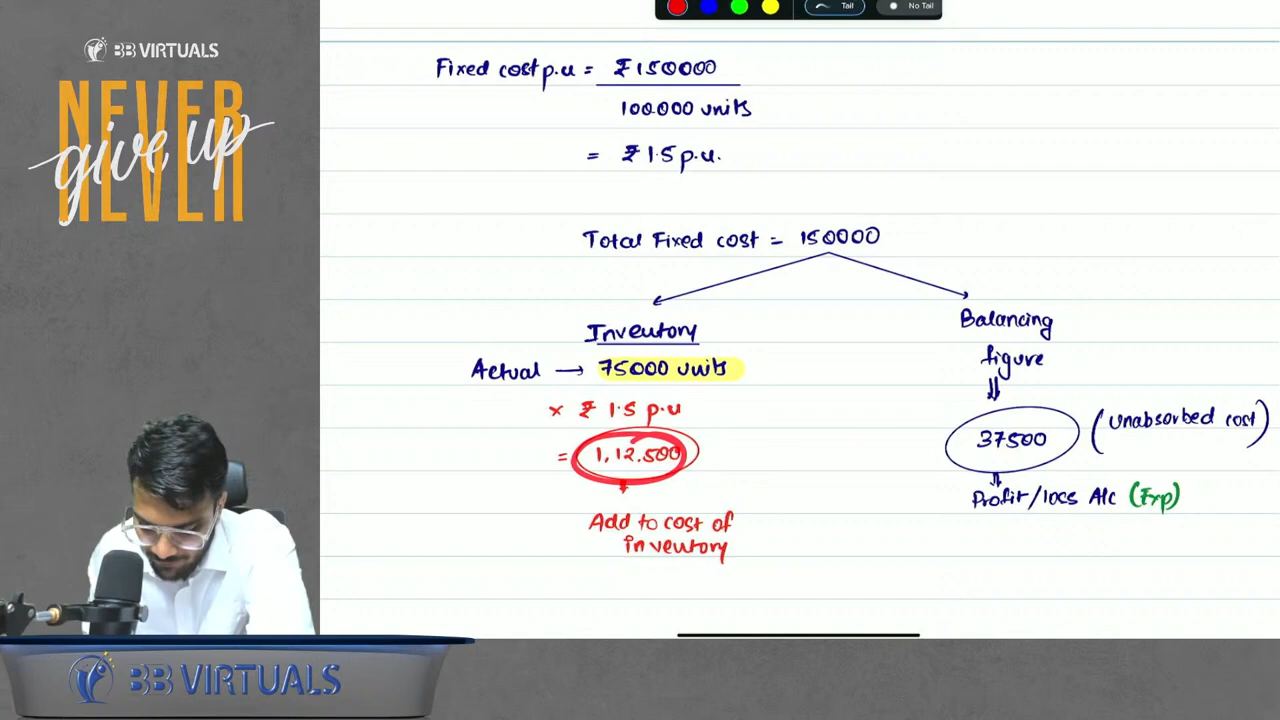 Tail
No Tail
BB VIRTUALS
NEVER
give up
NEVER
Fixed cost p.u = ₹150000
100000 units
= ₹ 1.5 p.u.
Total Fixed cost = 150000
Inventory
Actual → 75000 units
× ₹ 1.5 p.u
= 1,12,500
Add to cost of
inventory
Balancing
figure
37500 (Unabsorbed cost)
Profit/loss A/c (Exp)
BB VIRTUALS